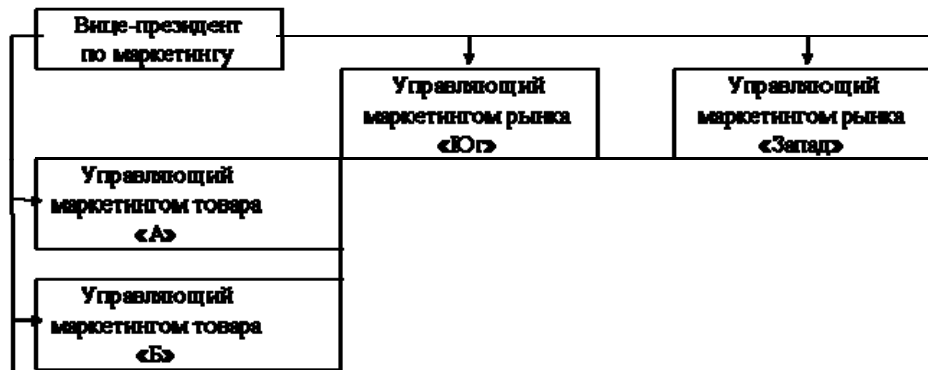 Вице-президент
по маркетингу
Управляющий
маркетингом рынка
«Юг»
Управляющий
маркетингом рынка
«Запад»
Управляющий
маркетингом товара
«А»
Управляющий
маркетингом товара
«Б»